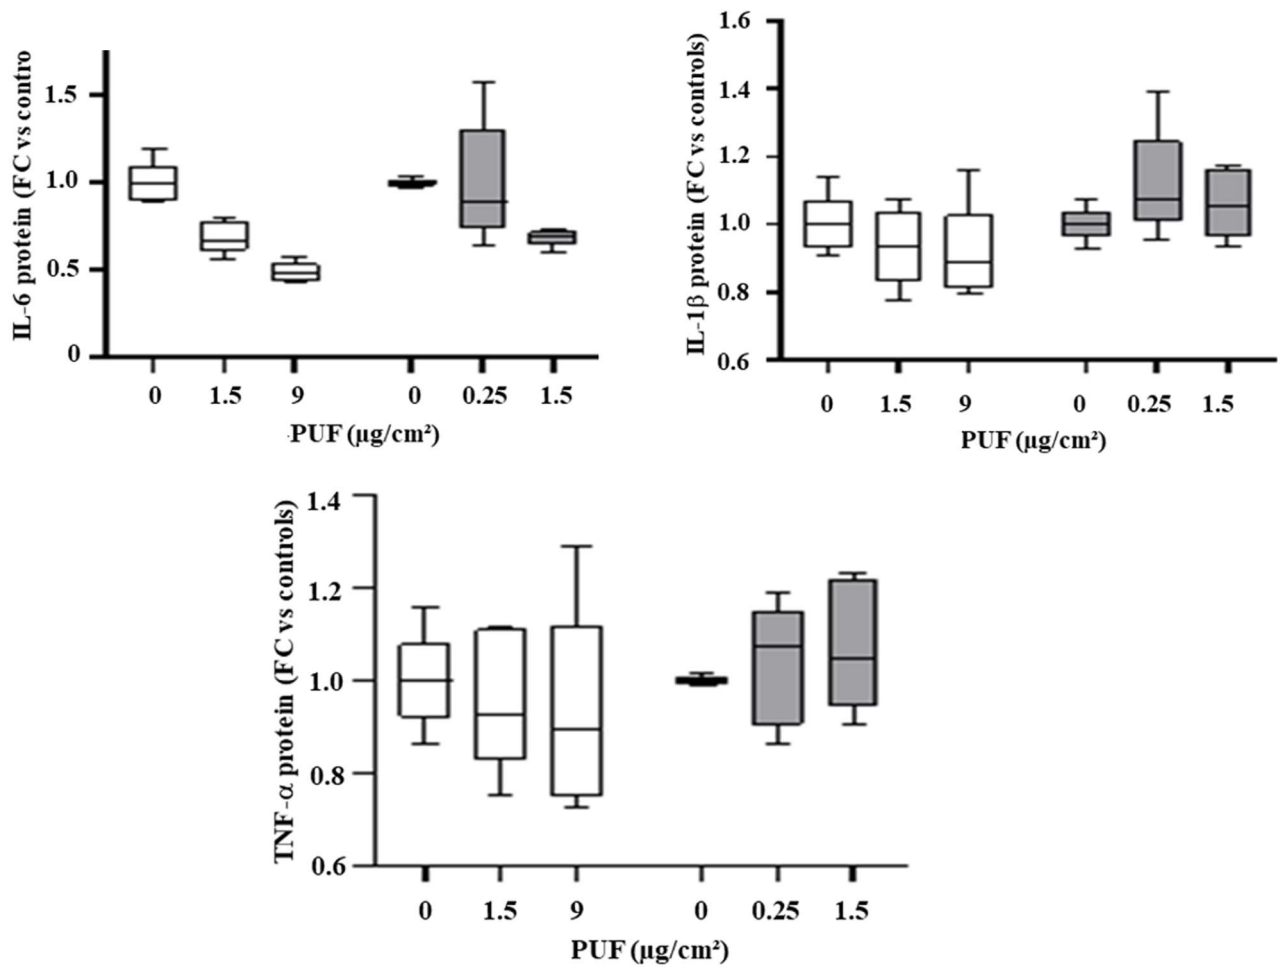 IL-6 protein (FC vs contro
1.5
1.0
0.5
0
0 1.5 9 0 0.25 1.5
PUF (µg/cm²)
IL-1β protein (FC vs controls)
1.6
1.4
1.2
1.0
0.8
0.6
0 1.5 9 0 0.25 1.5
PUF (µg/cm²)
TNF-α protein (FC vs controls)
1.4
1.2
1.0
0.8
0.6
0 1.5 9 0 0.25 1.5
PUF (µg/cm²)